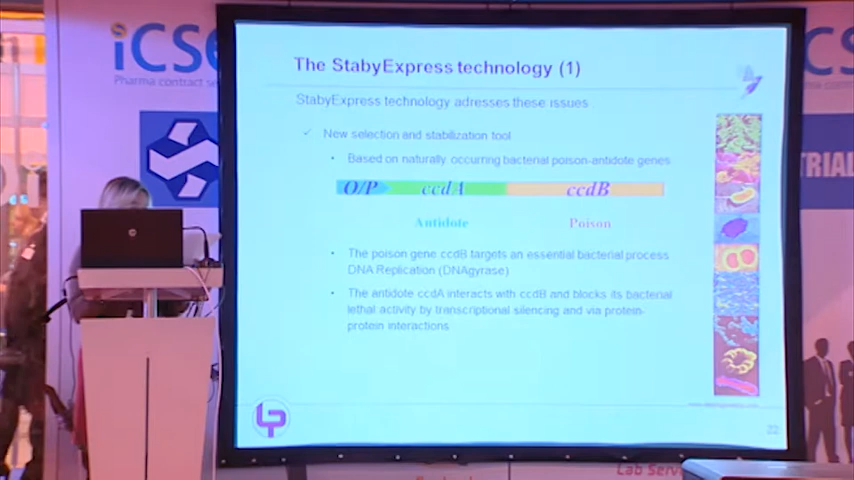 iCSE
Pharma contract se
The StabyExpress technology (1)
StabyExpress technology adresses these issues
✓ New selection and stabilization tool
• Based on naturally occurring bacterial poison-antidote genes
O/P ccdA ccdB
Antidote Poison
• The poison gene ccdB targets an essential bacterial process
DNA Replication (DNAgyrase)
• The antidote ccdA interacts with ccdB and blocks its bacterial
lethal activity by transcriptional silencing and via protein-
protein interactions
22
CS
TRIAL
Lab Serv